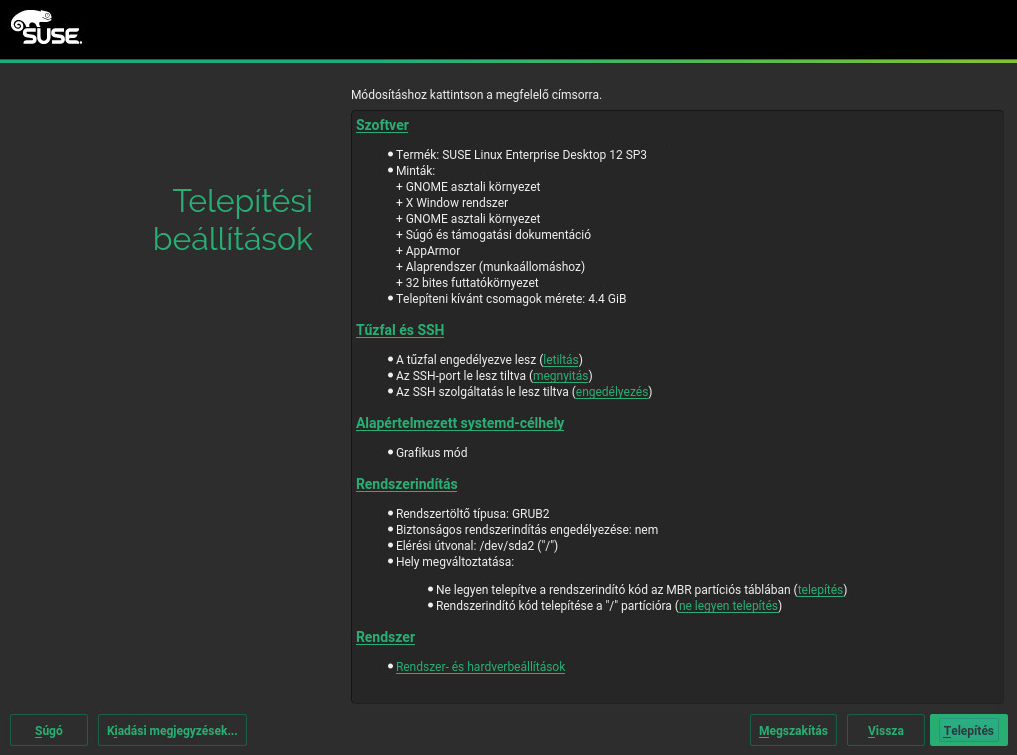 SUSE.
Módosításhoz kattintson a megfelelő címsorra.
Telepítési
beállítások
Szoftver
Termék: SUSE Linux Enterprise Desktop 12 SP3
Minták:
+ GNOME asztali környezet
+ X Window rendszer
+ GNOME asztali környezet
+ Súgó és támogatási dokumentáció
+ AppArmor
+ Alaprendszer (munkaállomáshoz)
+ 32 bites futtatókörnyezet
Telepíteni kívánt csomagok mérete: 4.4 GiB
Tűzfal és SSH
A tűzfal engedélyezve lesz (letiltás)
Az SSH-port le lesz tiltva (megnyitás)
Az SSH szolgáltatás le lesz tiltva (engedélyezés)
Alapértelmezett systemd-célhely
Grafikus mód
Rendszerindítás
Rendszertöltő típusa: GRUB2
Biztonságos rendszerindítás engedélyezése: nem
Elérési útvonal: /dev/sda2 ("/")
Hely megváltoztatása:
Ne legyen telepítve a rendszerindító kód az MBR partíciós táblában (telepítés)
Rendszerindító kód telepítése a "/" partícióra (ne legyen telepítés)
Rendszer
Rendszer- és hardverbeállítások
Súgó
Kiadási megjegyzések...
Megszakítás
Vissza
Telepítés